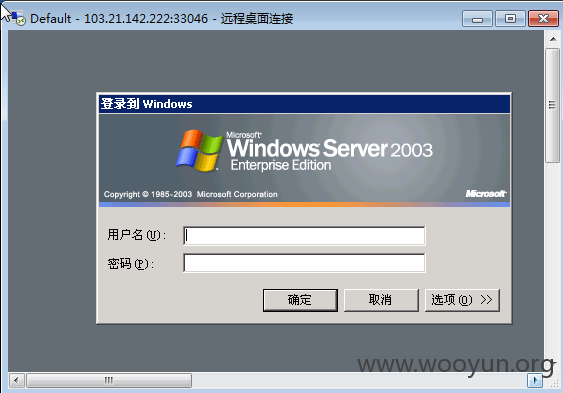 Default - 103.21.142.222:33046 - 远程桌面连接
登录到 Windows
Microsoft®
Windows Server 2003
Enterprise Edition
Copyright © 1985-2003 Microsoft Corporation
Microsoft®
用户名(U):
密码(P):
确定
取消
选项(O) >>
www.wooyun.org